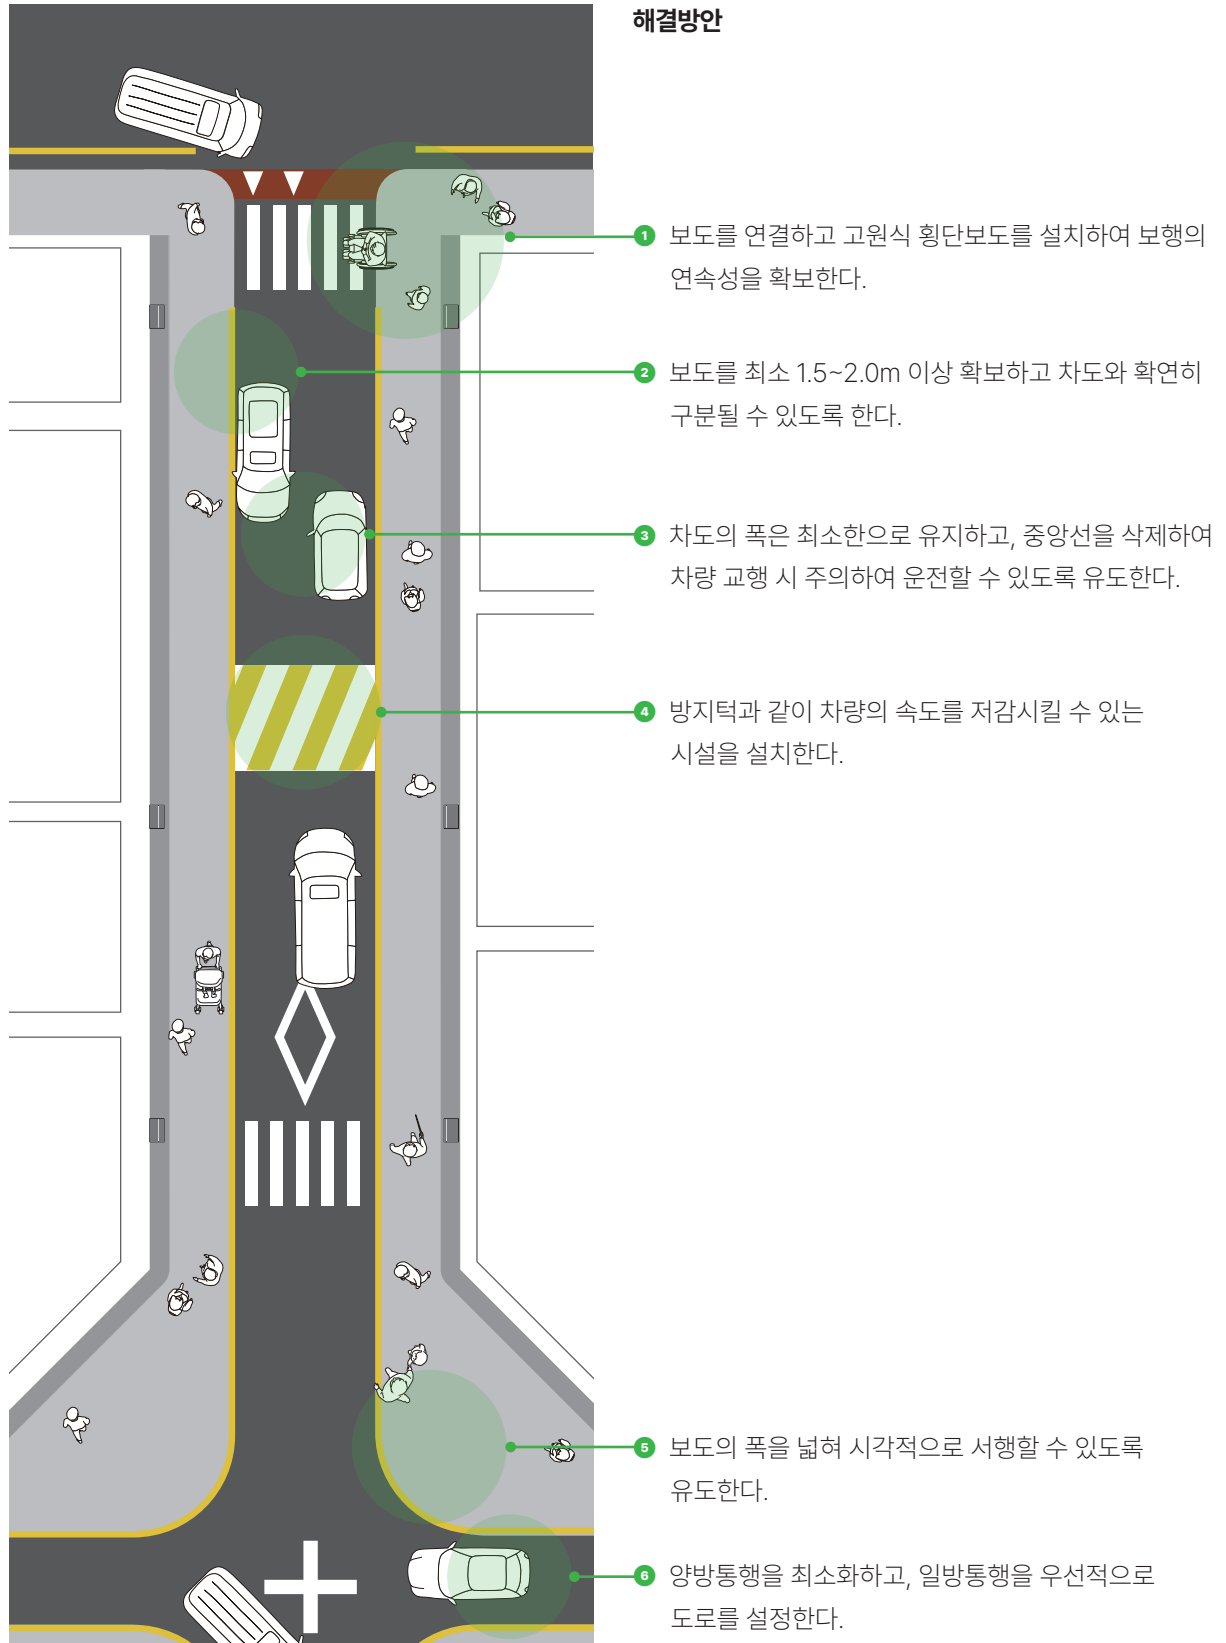 해결방안
1 보도를 연결하고 고원식 횡단보도를 설치하여 보행의
연속성을 확보한다.
2 보도를 최소 1.5~2.0m 이상 확보하고 차도와 확연히
구분될 수 있도록 한다.
3 차도의 폭은 최소한으로 유지하고, 중앙선을 삭제하여
차량 교행 시 주의하여 운전할 수 있도록 유도한다.
4 방지턱과 같이 차량의 속도를 저감시킬 수 있는
시설을 설치한다.
5 보도의 폭을 넓혀 시각적으로 서행할 수 있도록
유도한다.
6 양방통행을 최소화하고, 일방통행을 우선적으로
도로를 설정한다.